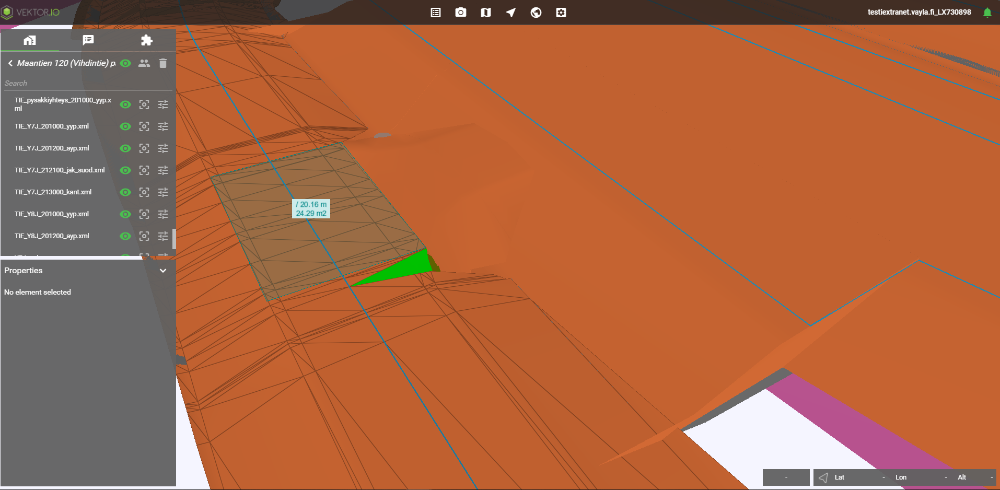 VEKTOR.IO
testiextranet.vayla.fi_LX730898
Maantien 120 (Vihdintie) p
Search
TIE_pysakkiyhteys_201000_yyp.x
ml
TIE_Y7J_201000_yyp.xml
TIE_Y7J_201200_ayp.xml
TIE_Y7J_212100_jak_suod.xml
TIE_Y7J_213000_kant.xml
TIE_Y8J_201000_yyp.xml
TIE_Y8J_201200_ayp.xml
/ 20.16 m
24.29 m2
Properties
No element selected
- Lat - Lon - Alt -